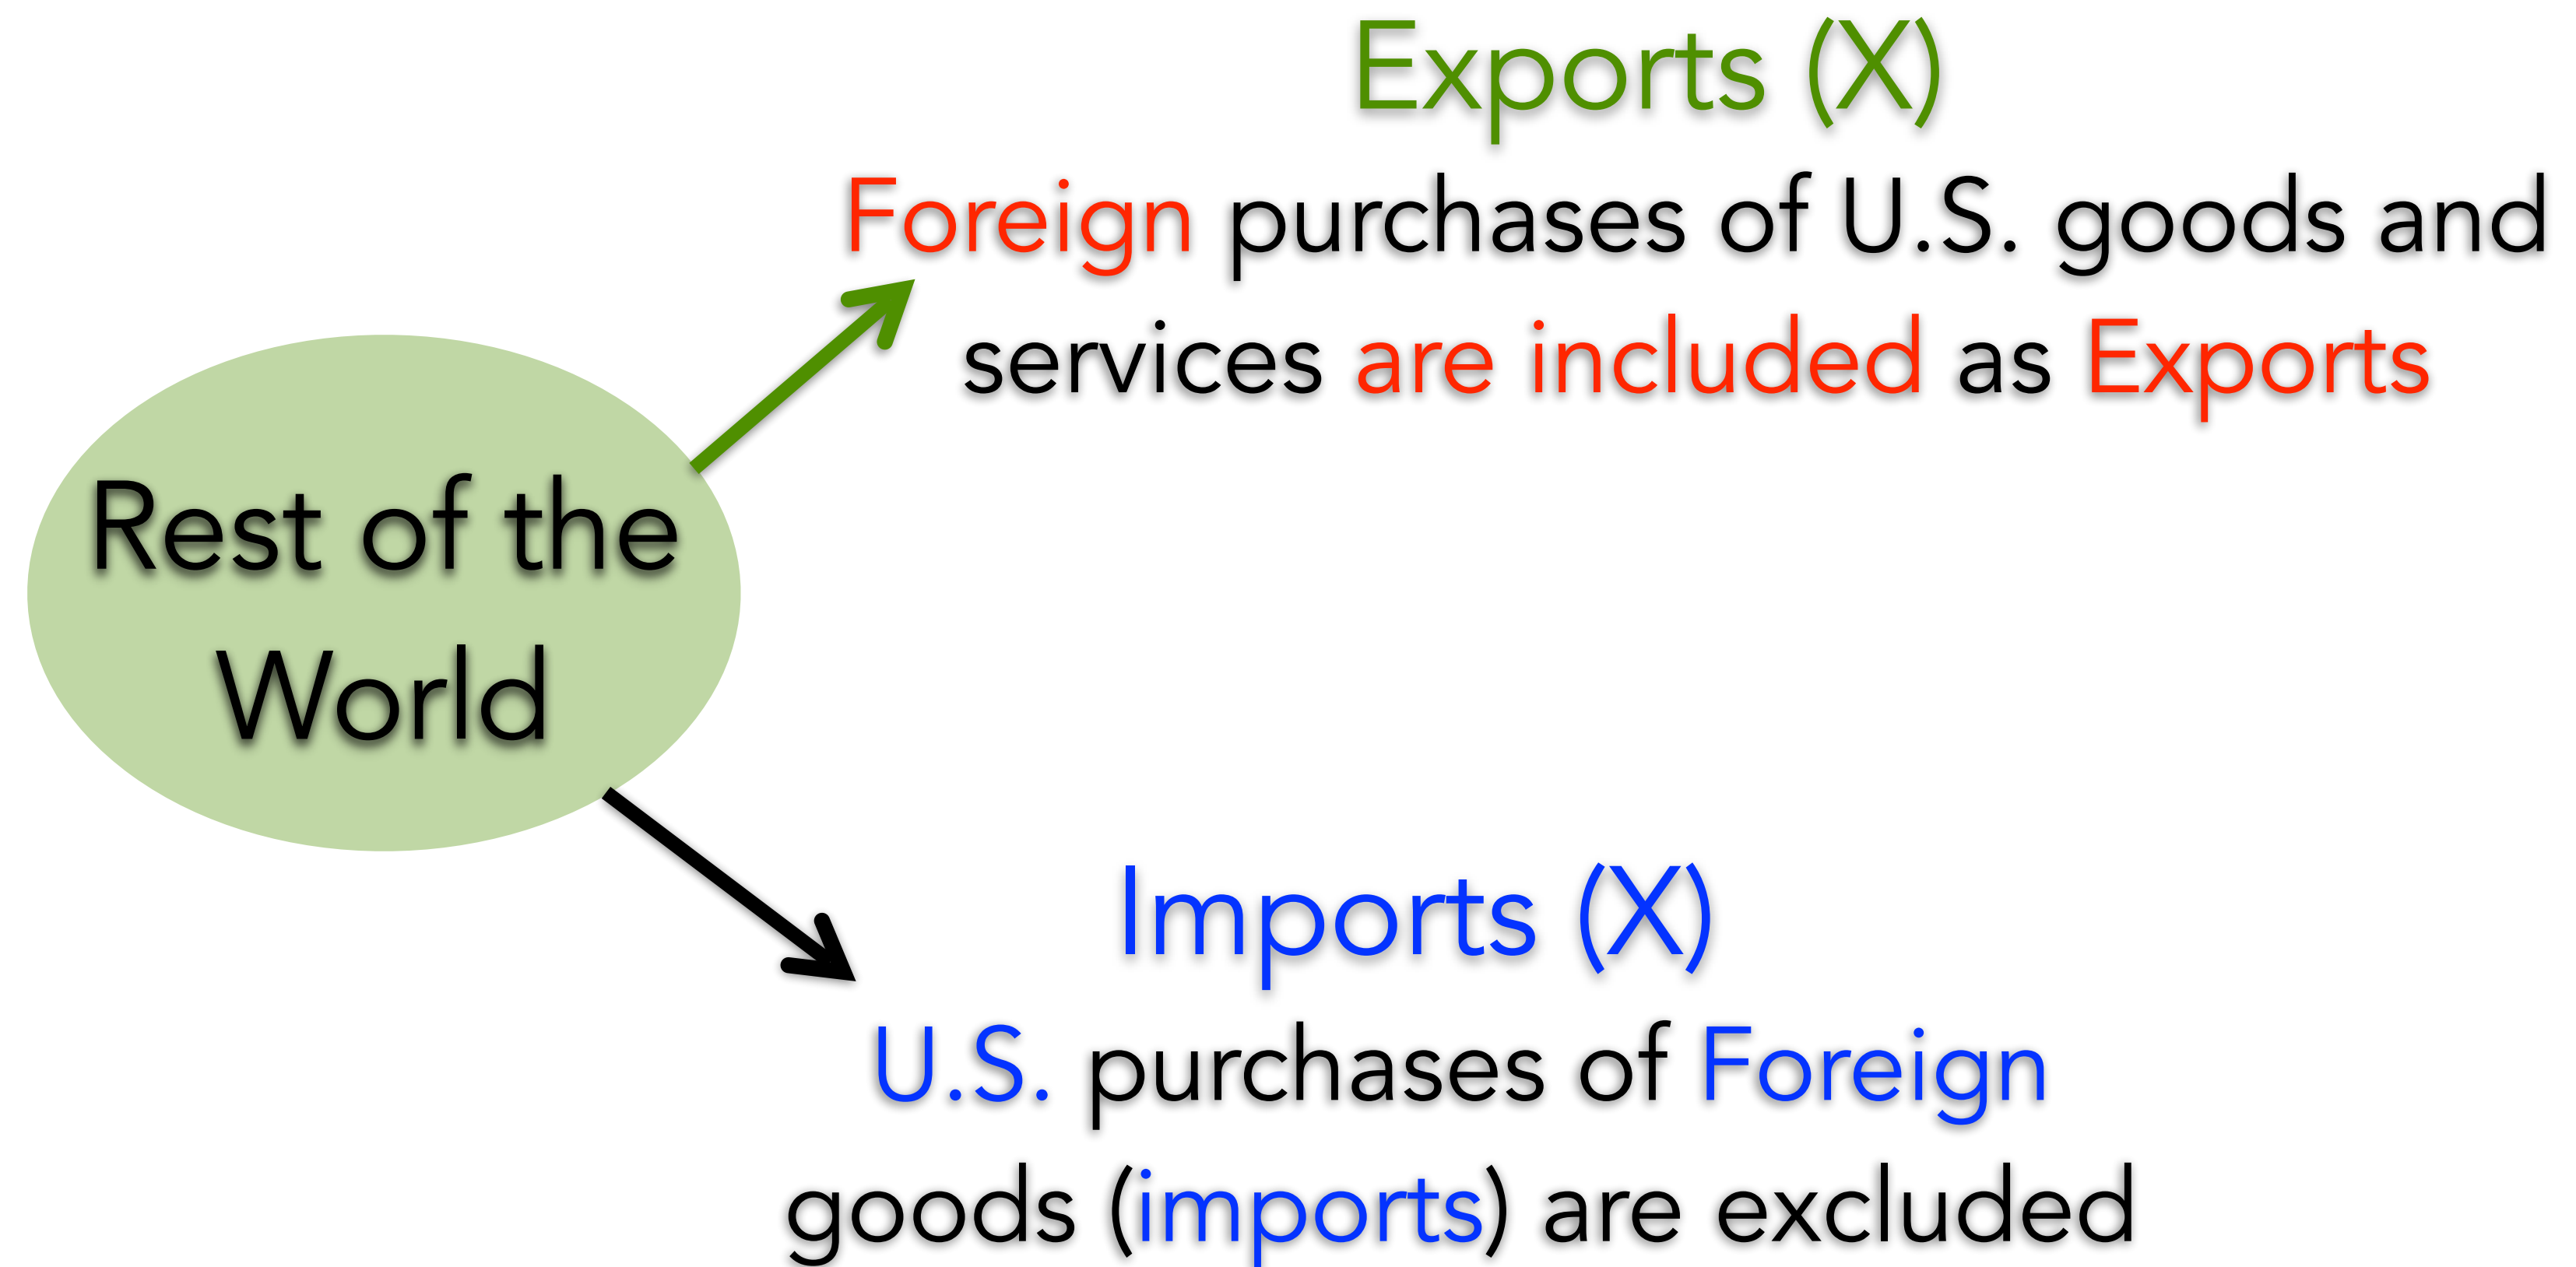 Exports (X)
Foreign purchases of U.S. goods and
services are included as Exports
Rest of the
World
Imports (X)
U.S. purchases of Foreign
goods (imports) are excluded